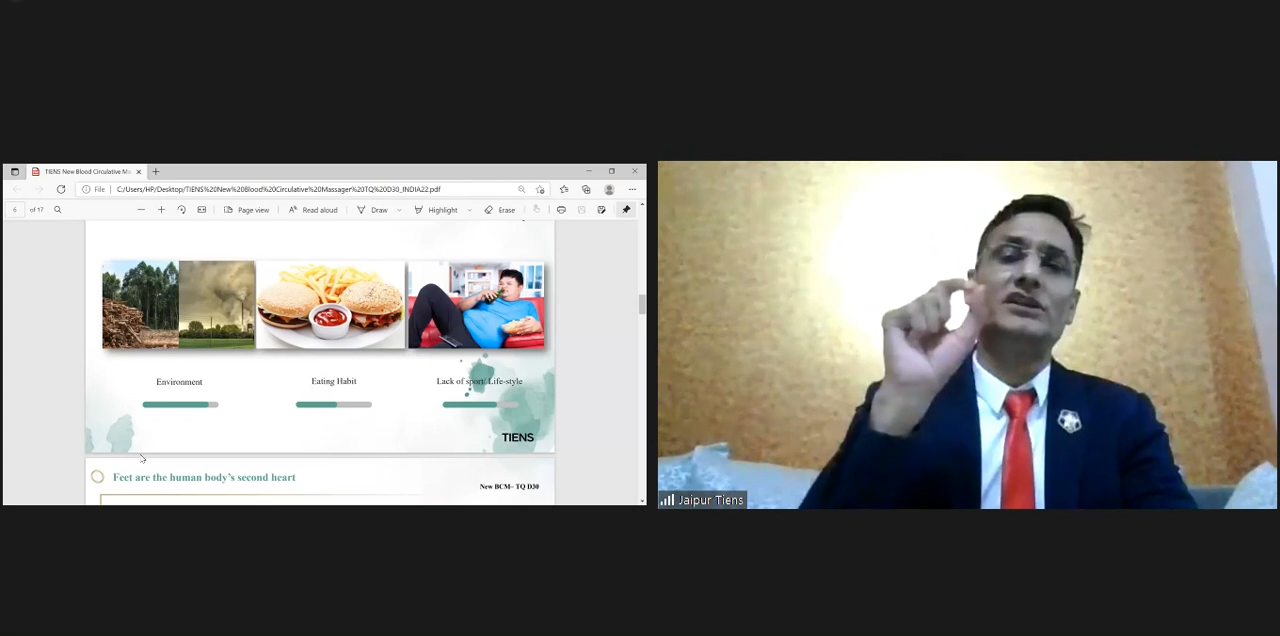 TIENS New Blood Circulative Ma
File
C:/Users/HP/Desktop/TIENS%20New%20Blood%20Circulative%20Massager%20TQ%20D30_INDIA22.pdf
6 of 17
Page view
Read aloud
Draw
Highlight
Erase
Environment
Eating Habit
Lack of sport/ Life-style
TIENS
Feet are the human body's second heart
New BCM– TQ D30
Jaipur Tiens